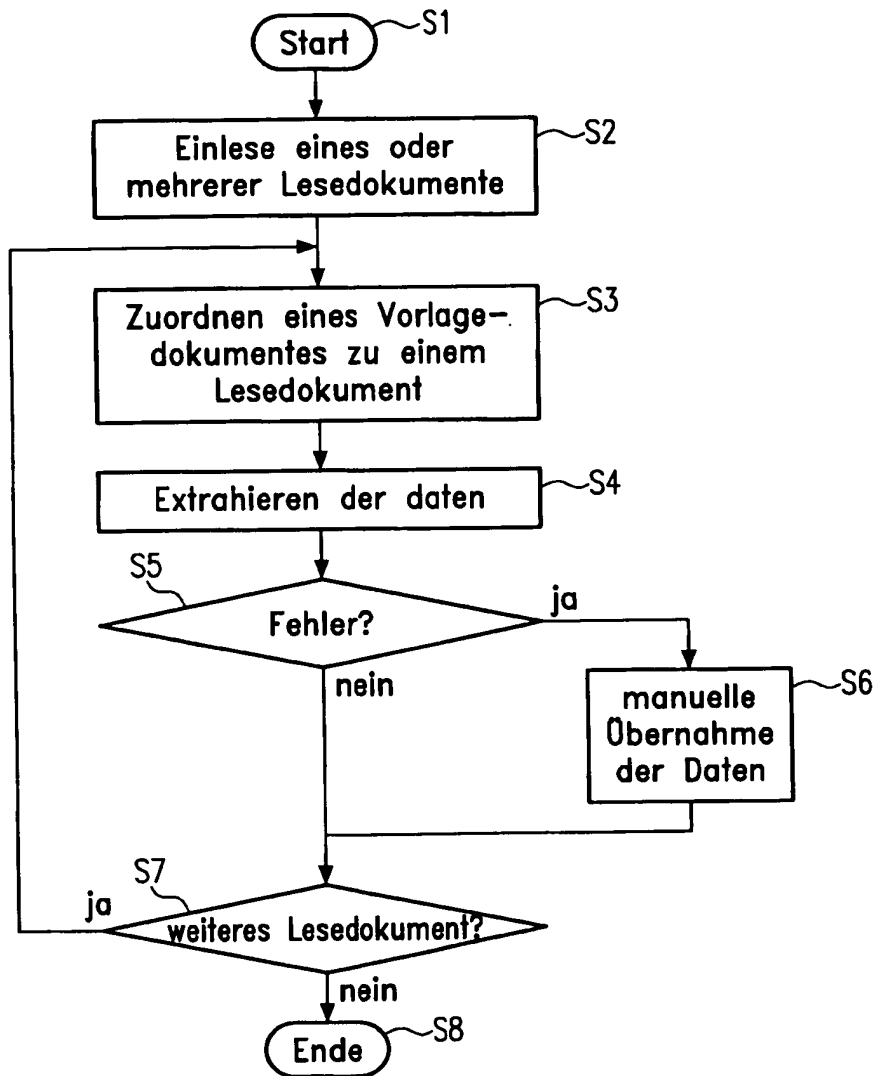 Start
S1
Einlese eines oder
mehrerer Lesedokumente
S2
Zuordnen eines Vorlage-
dokumentes zu einem
Lesedokument
S3
Extrahieren der daten
S4
S5
Fehler?
ja
nein
manuelle
Übernahme
der Daten
S6
S7
ja
weiteres Lesedokument?
nein
Ende
S8